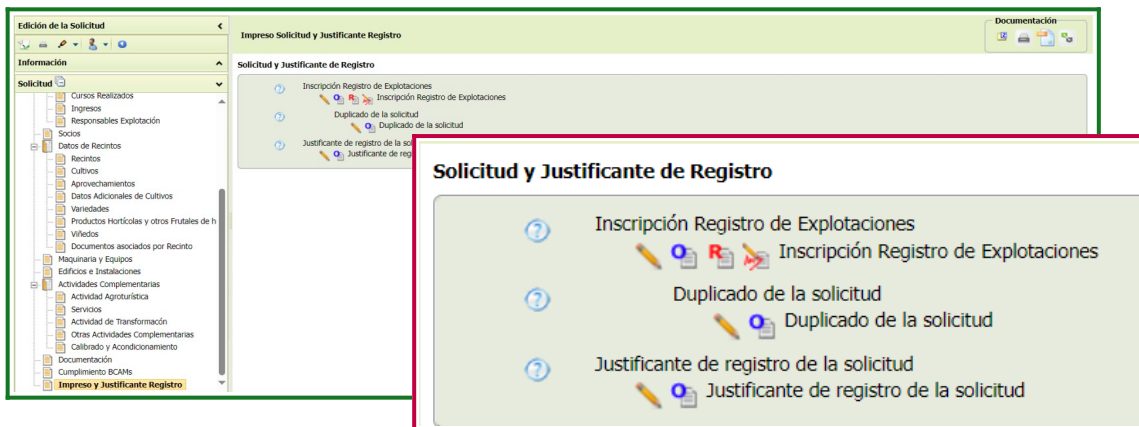 Edición de la Solicitud
Información
Solicitud
Cursos Realizados
Ingresos
Responsables Explotación
Socios
Datos de Recintos
Recintos
Cultivos
Aprovechamientos
Datos Adicionales de Cultivos
Variedades
Productos Hortícolas y otros Frutales de h
Viñedos
Documentos asociados por Recinto
Maquinaria y Equipos
Edificios e Instalaciones
Actividades Complementarias
Actividad Agroturística
Servicios
Actividad de Transformacón
Otras Actividades Complementarias
Calibrado y Acondicionamiento
Documentación
Cumplimiento BCAMs
Impreso y Justificante Registro
Impreso Solicitud y Justificante Registro
Documentación
Solicitud y Justificante de Registro
Inscripción Registro de Explotaciones
Inscripción Registro de Explotaciones
Duplicado de la solicitud
Duplicado de la solicitud
Justificante de registro de la so
Justificante de reg
Solicitud y Justificante de Registro
Inscripción Registro de Explotaciones
O R Inscripción Registro de Explotaciones
Duplicado de la solicitud
O Duplicado de la solicitud
Justificante de registro de la solicitud
O Justificante de registro de la solicitud